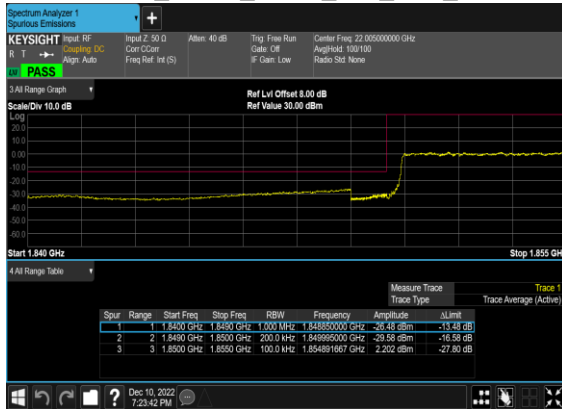 Spectrum Analyzer 1
Spurious Emissions
+
KEYSIGHT Input: RF Input Z: 50 Ω Atten: 40 dB Trig: Free Run Center Freq: 22.005000000 GHz
R T Coupling: DC Corr CCorr Gate: Off Avg|Hold: 100/100
Align: Auto Freq Ref: Int (S) IF Gain: Low Radio Std: None
PASS
3 All Range Graph
Ref Lvl Offset 8.00 dB
Scale/Div 10.0 dB Ref Value 30.00 dBm
Log
20.0
10.0
0.00
-10.0
-20.0
-30.0
-40.0
-50.0
-60.0
Start 1.840 GHz Stop 1.855 GH
4 All Range Table
Measure Trace Trace 1
Trace Type Trace Average (Active)
Spur Range Start Freq Stop Freq RBW Frequency Amplitude ΔLimit
1 1 1.8400 GHz 1.8490 GHz 1.000 MHz 1.848850000 GHz -26.48 dBm -13.48 dB
2 2 1.8490 GHz 1.8500 GHz 200.0 kHz 1.849995000 GHz -29.58 dBm -16.58 dB
3 3 1.8500 GHz 1.8550 GHz 100.0 kHz 1.854891667 GHz 2.202 dBm -27.80 dB
?
Dec 10, 2022
7:23:42 PM